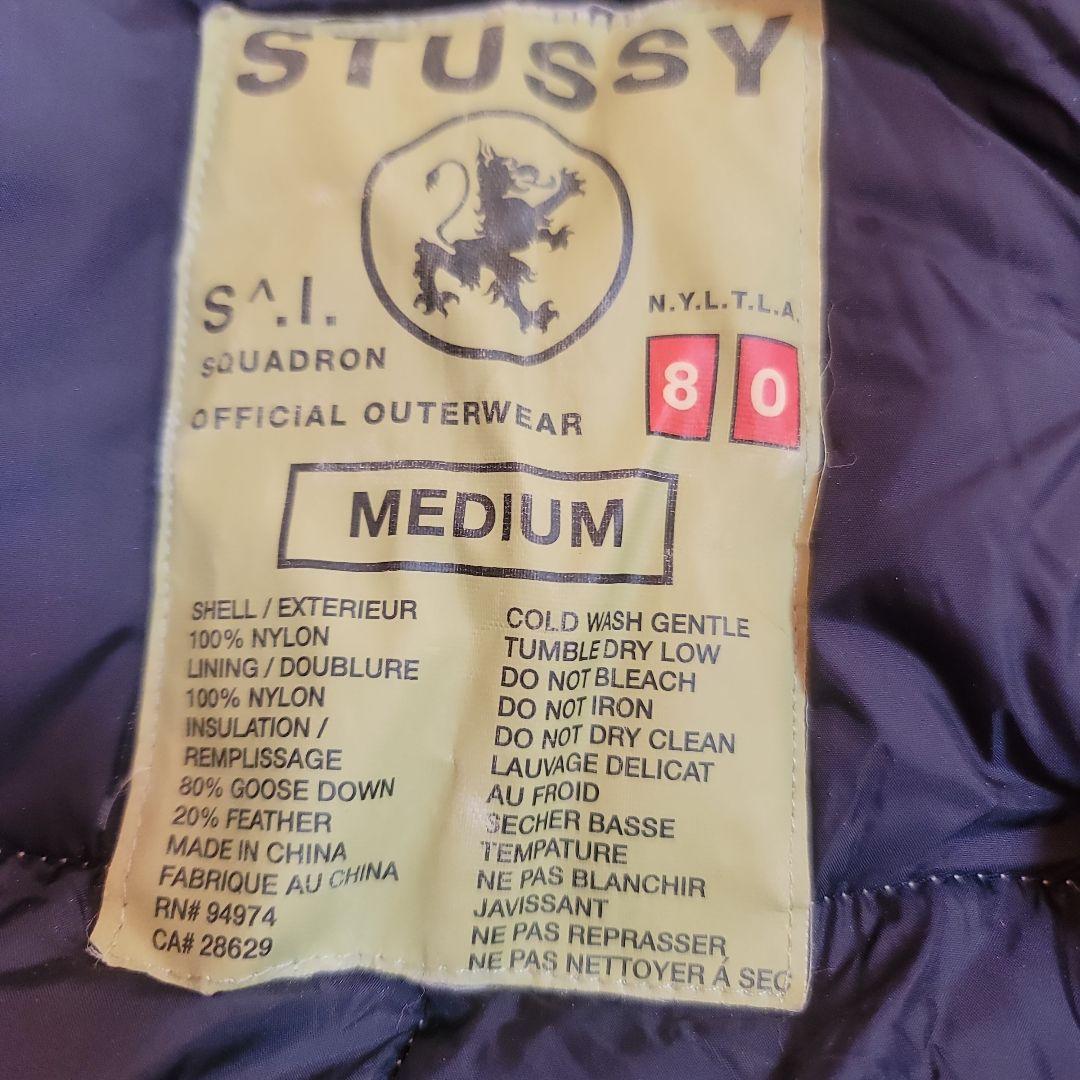 STUSSY
S^.I.
SQUADRON
OFFICIAL OUTERWEAR
N.Y.L.T.L.A.
8 0
MEDIUM
SHELL / EXTERIEUR
100% NYLON
LINING / DOUBLURE
100% NYLON
INSULATION /
REMPLISSAGE
80% GOOSE DOWN
20% FEATHER
MADE IN CHINA
FABRIQUE AU CHINA
RN# 94974
CA# 28629
COLD WASH GENTLE
TUMBLE DRY LOW
DO NOT BLEACH
DO NOT IRON
DO NOT DRY CLEAN
LAUVAGE DELICAT
AU FROID
SECHER BASSE
TEMPATURE
NE PAS BLANCHIR
JAVISSANT
NE PAS REPRASSER
NE PAS NETTOYER Á SEC